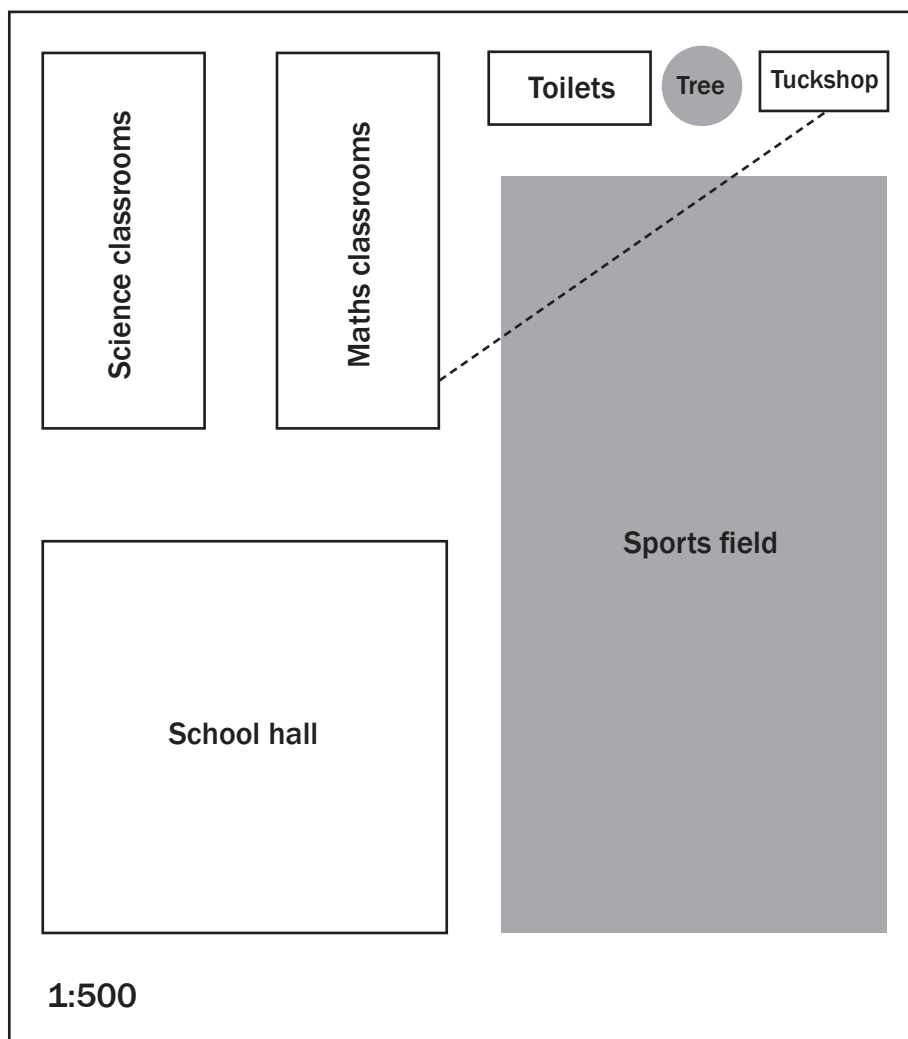 Science classrooms
Maths classrooms
Toilets
Tree
Tuckshop
Sports field
School hall
1:500